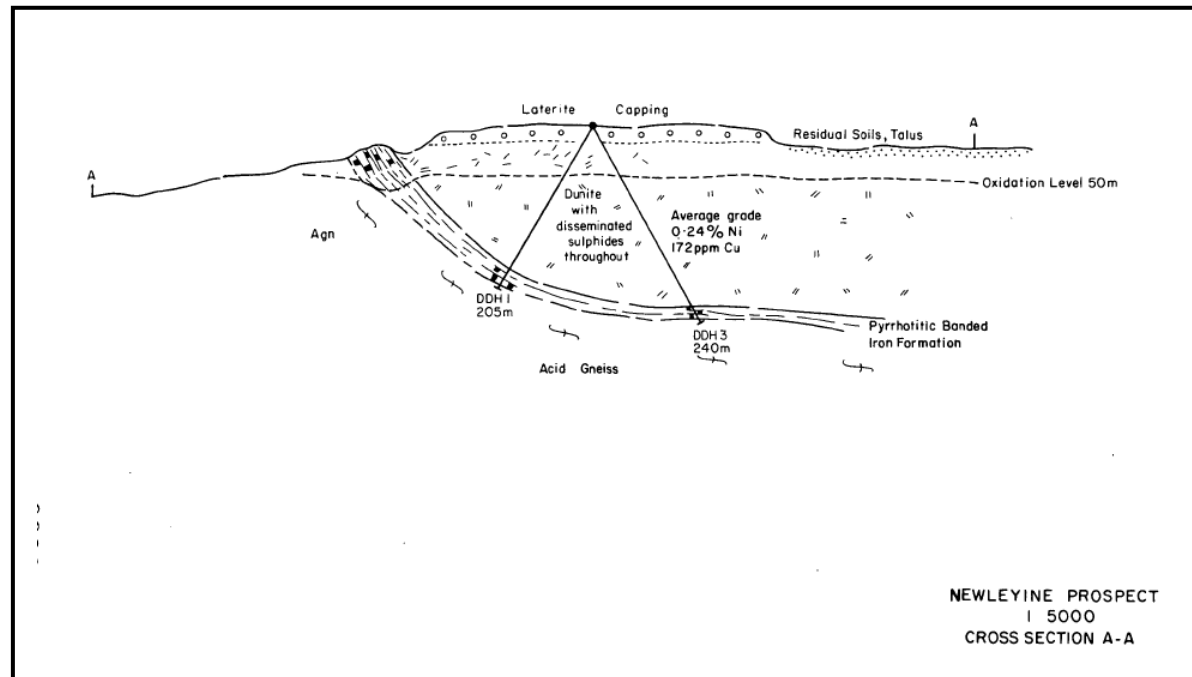 Laterite Capping
A
Residual Soils, Talus
A
Oxidation Level 50m
Dunite
with
disseminated
sulphides
throughout
Average grade
0·24% Ni
172ppm Cu
Agn
DDH 1
205m
DDH 3
240m
Pyrrhotitic Banded
Iron Formation
Acid Gneiss
NEWLEYINE PROSPECT
1 5000
CROSS SECTION A-A